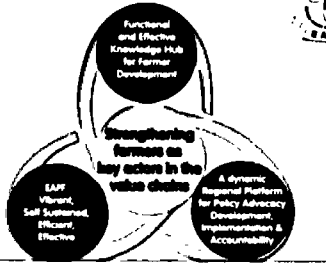 Functional
and Effective
Knowledge Hub
for Farmer
Development
Strengthening
farmers as
key actors in the
value chains
EAFF
Vibrant,
Self Sustained,
Efficient,
Effective
A dynamic
Regional Platform
for Policy Advocacy
Development,
Implementation &
Accountability